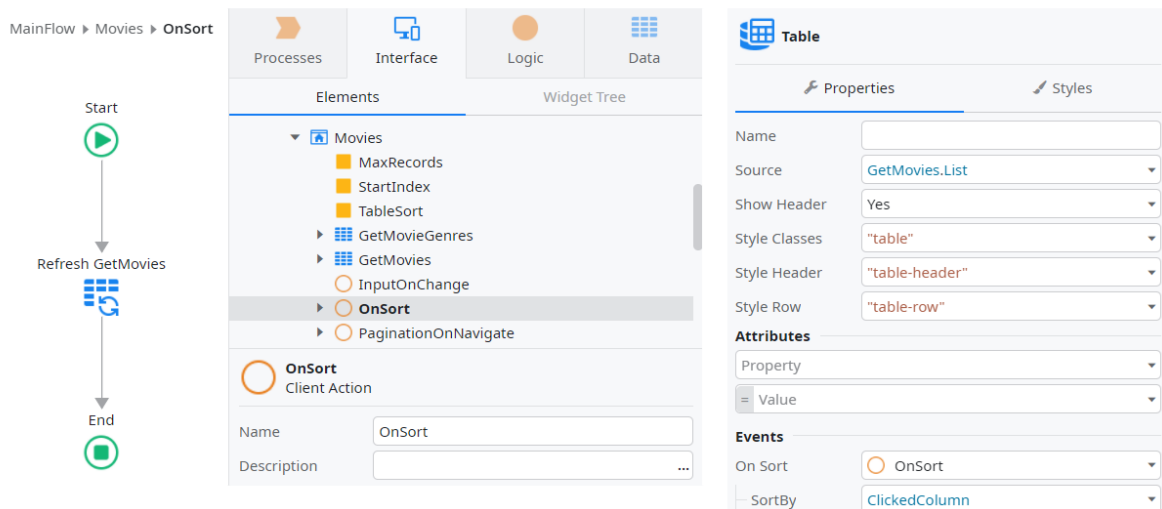 MainFlow ▸ Movies ▸ OnSort
Start
Refresh GetMovies
End
Processes
Interface
Logic
Data
Elements
Widget Tree
Movies
MaxRecords
StartIndex
TableSort
GetMovieGenres
GetMovies
InputOnChange
OnSort
PaginationOnNavigate
OnSort
Client Action
Name OnSort
Description ...
Table
Properties
Styles
Name
Source GetMovies.List
Show Header Yes
Style Classes "table"
Style Header "table-header"
Style Row "table-row"
Attributes
Property
= Value
Events
On Sort OnSort
SortBy ClickedColumn